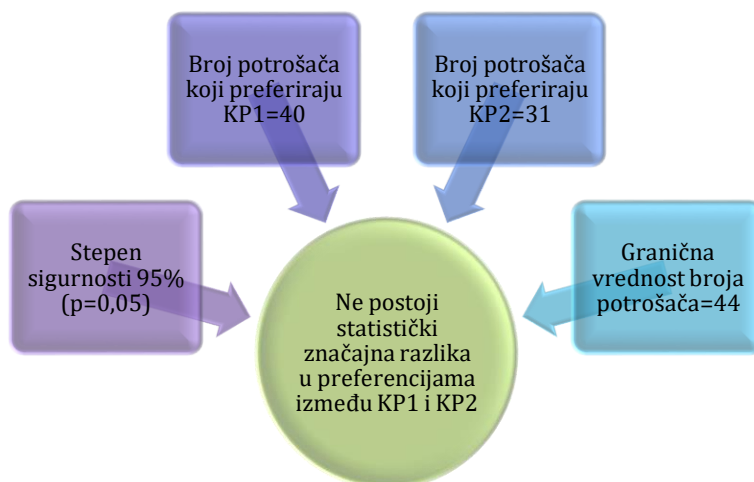 Broj potrošača
koji preferiraju
KP1=40
Broj potrošača
koji preferiraju
KP2=31
Stepen
sigurnosti 95%
(p=0,05)
Granična
vrednost broja
potrošača=44
Ne postoji
statistički
značajna razlika
u preferencijama
između KP1 i KP2